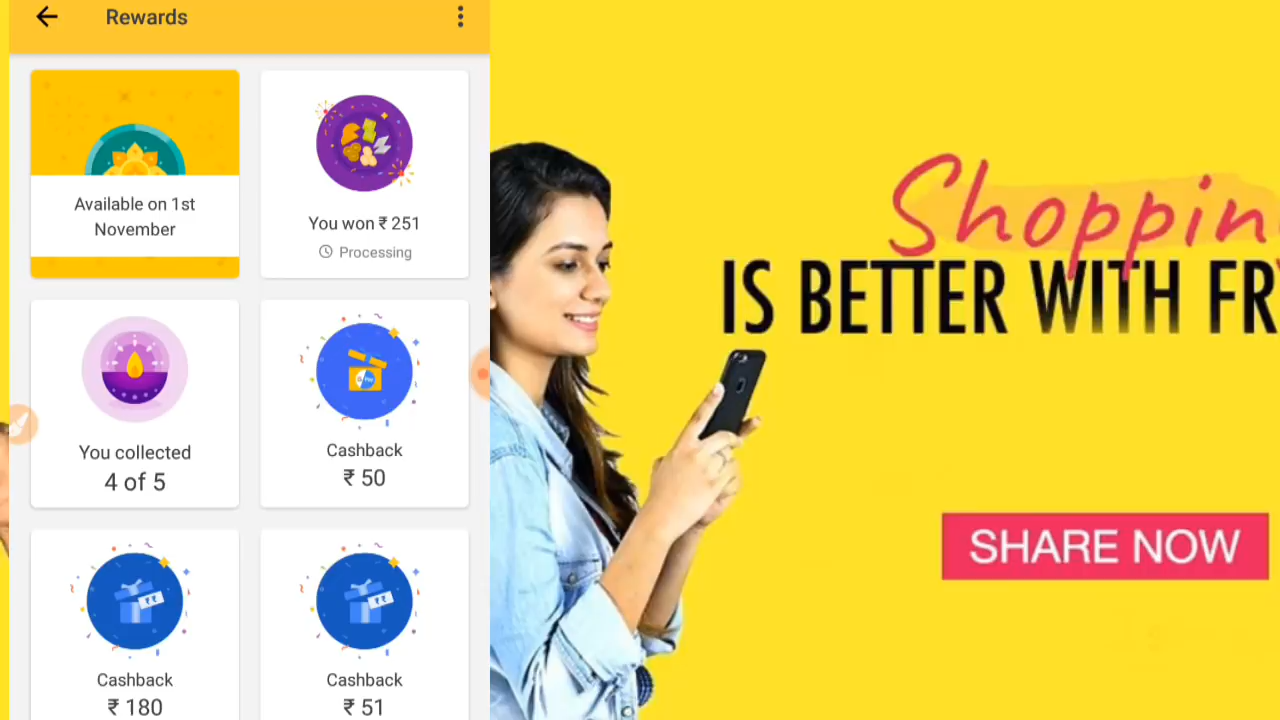 Rewards
Available on 1st
November
You won ₹ 251
Processing
You collected
4 of 5
Cashback
₹ 50
Cashback
₹ 180
Cashback
₹ 51
Shoppin
IS BETTER WITH FR
SHARE NOW